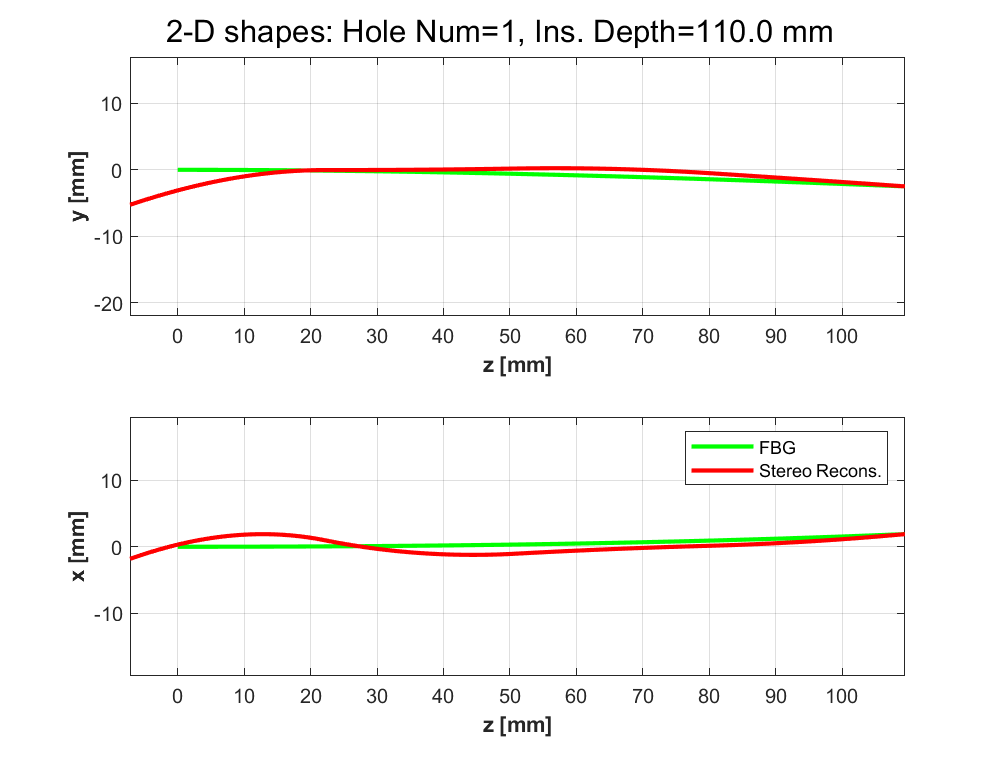 2-D shapes: Hole Num=1, Ins. Depth=110.0 mm
10
0
-10
-20
y [mm]
0 10 20 30 40 50 60 70 80 90 100
z [mm]
FBG
Stereo Recons.
10
0
-10
x [mm]
0 10 20 30 40 50 60 70 80 90 100
z [mm]